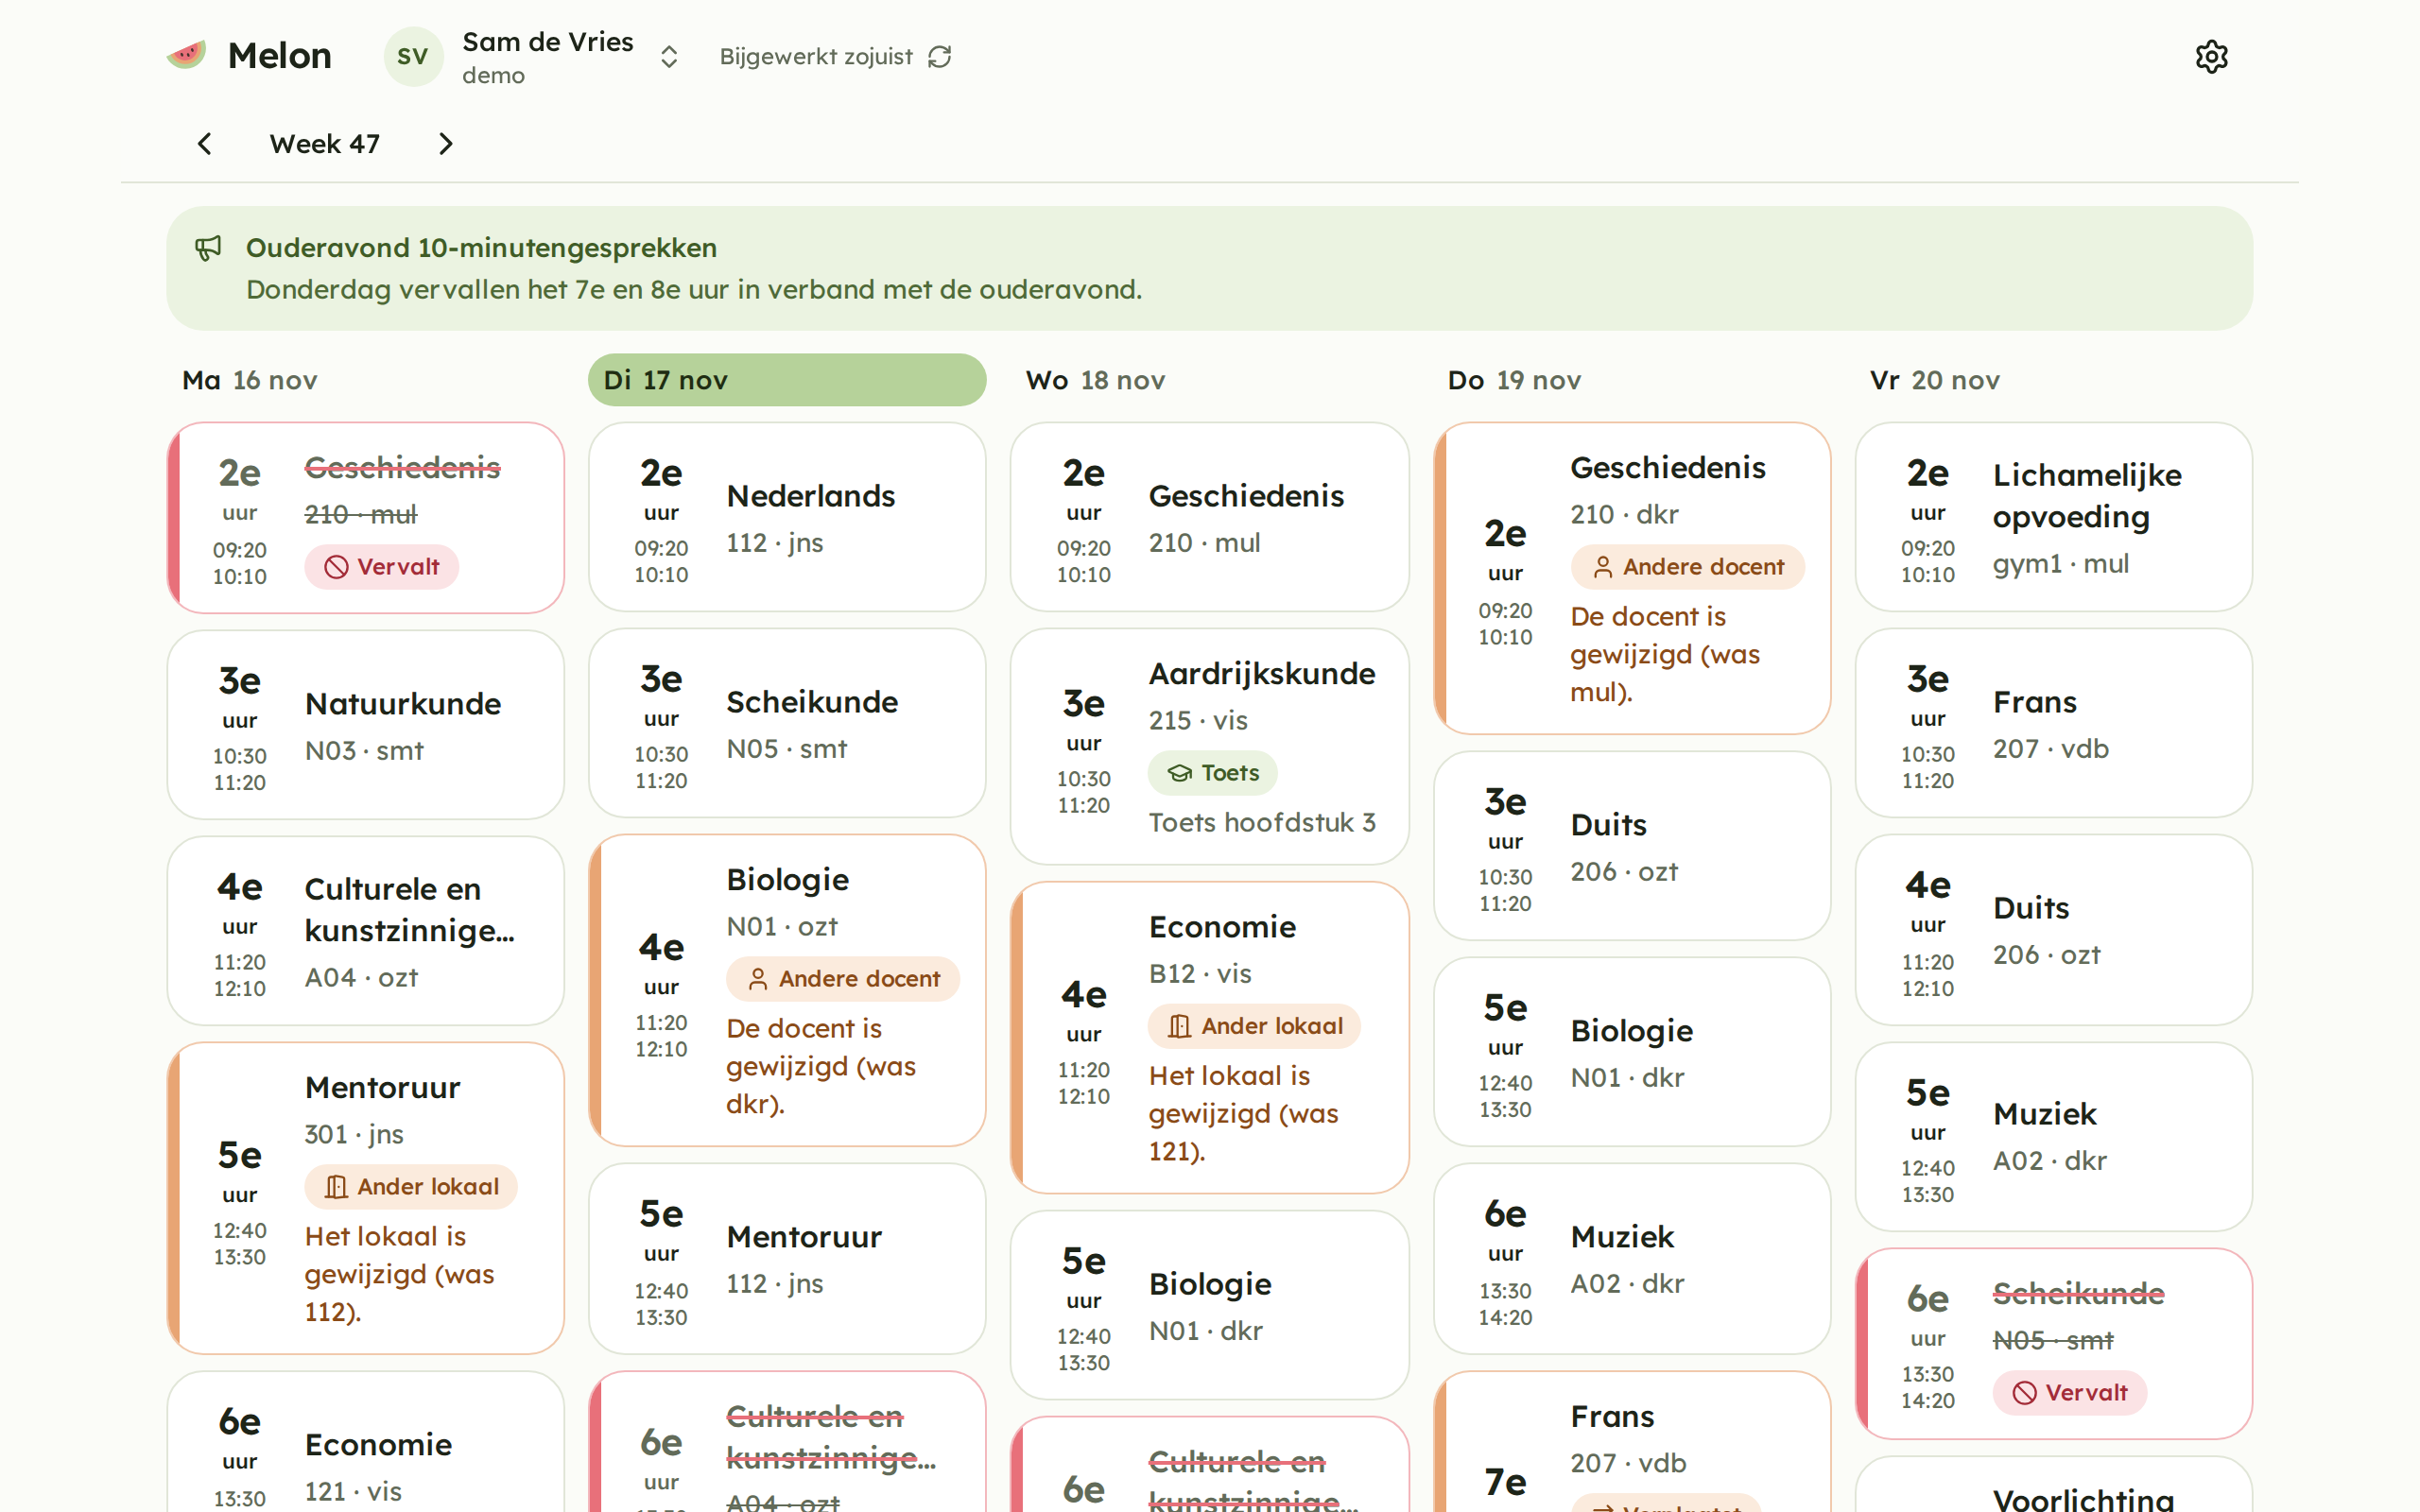 Melon
SV
Sam de Vries
demo
Bijgewerkt zojuist
Week 47
Ouderavond 10-minutengesprekken
Donderdag vervallen het 7e en 8e uur in verband met de ouderavond.
Ma 16 nov
2e
uur
09:20
10:10
Geschiedenis
210 · mul
Vervalt
3e
uur
10:30
11:20
Natuurkunde
N03 · smt
4e
uur
11:20
12:10
Culturele en
kunstzinnige...
A04 · ozt
5e
uur
12:40
13:30
Mentoruur
301 · jns
Ander lokaal
Het lokaal is
gewijzigd (was
112).
6e
uur
13:30
Economie
121 · vis
Di 17 nov
2e
uur
09:20
10:10
Nederlands
112 · jns
3e
uur
10:30
11:20
Scheikunde
N05 · smt
4e
uur
11:20
12:10
Biologie
N01 · ozt
Andere docent
De docent is
gewijzigd (was
dkr).
5e
uur
12:40
13:30
Mentoruur
112 · jns
6e
uur
Culturele en
kunstzinnige...
A04 · ozt
Wo 18 nov
2e
uur
09:20
10:10
Geschiedenis
210 · mul
3e
uur
10:30
11:20
Aardrijkskunde
215 · vis
Toets
Toets hoofdstuk 3
4e
uur
11:20
12:10
Economie
B12 · vis
Ander lokaal
Het lokaal is
gewijzigd (was
121).
5e
uur
12:40
13:30
Biologie
N01 · dkr
6e
Culturele en
kunstzinnige...
Do 19 nov
2e
uur
09:20
10:10
Geschiedenis
210 · dkr
Andere docent
De docent is
gewijzigd (was
mul).
3e
uur
10:30
11:20
Duits
206 · ozt
5e
uur
12:40
13:30
Biologie
N01 · dkr
6e
uur
13:30
14:20
Muziek
A02 · dkr
7e
Frans
207 · vdb
Vr 20 nov
2e
uur
09:20
10:10
Lichamelijke
opvoeding
gym1 · mul
3e
uur
10:30
11:20
Frans
207 · vdb
4e
uur
11:20
12:10
Duits
206 · ozt
5e
uur
12:40
13:30
Muziek
A02 · dkr
6e
uur
13:30
14:20
Scheikunde
N05 · smt
Vervalt
Voorlichting